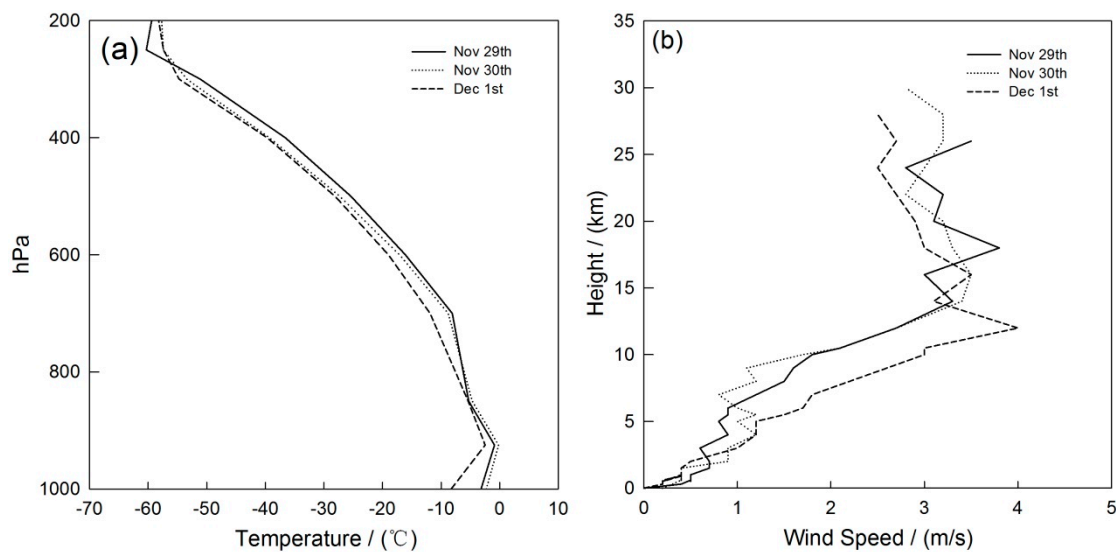 (a)
Nov 29th
Nov 30th
Dec 1st
200
400
600
800
1000
hPa
-70 -60 -50 -40 -30 -20 -10 0 10
Temperature / (℃)
(b)
Nov 29th
Nov 30th
Dec 1st
35
30
25
20
15
10
5
0
Height / (km)
0 1 2 3 4 5
Wind Speed / (m/s)